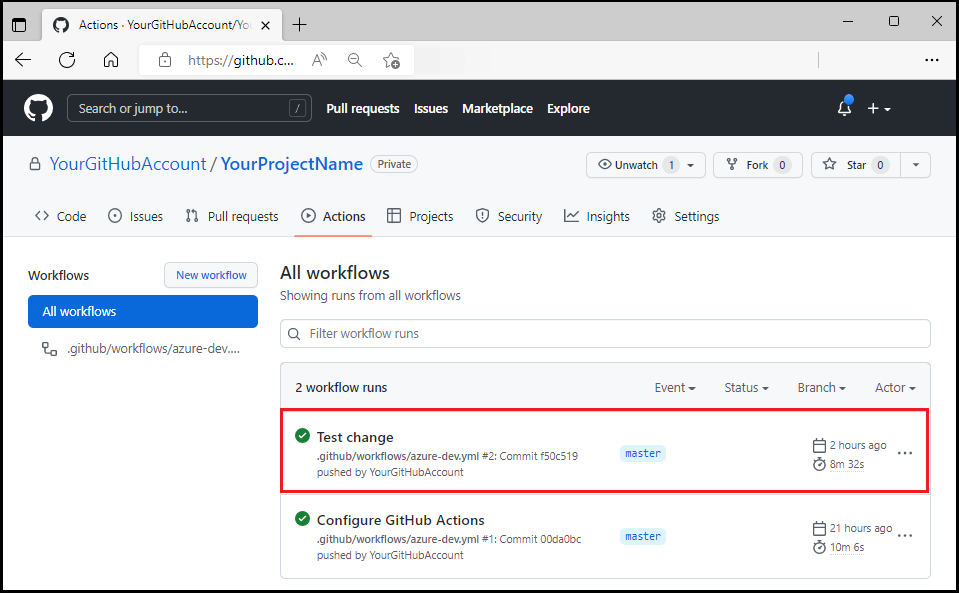 Actions · YourGitHubAccount/Yo
https://github.c...
Search or jump to... /
Pull requests Issues Marketplace Explore
YourGitHubAccount / YourProjectName Private
Unwatch 1 Fork 0 Star 0
Code Issues Pull requests Actions Projects Security Insights Settings
Workflows New workflow
All workflows
.github/workflows/azure-dev....
All workflows
Showing runs from all workflows
Filter workflow runs
2 workflow runs Event Status Branch Actor
Test change
.github/workflows/azure-dev.yml #2: Commit f50c519
pushed by YourGitHubAccount
master
2 hours ago
8m 32s
Configure GitHub Actions
.github/workflows/azure-dev.yml #1: Commit 00da0bc
pushed by YourGitHubAccount
master
21 hours ago
10m 6s